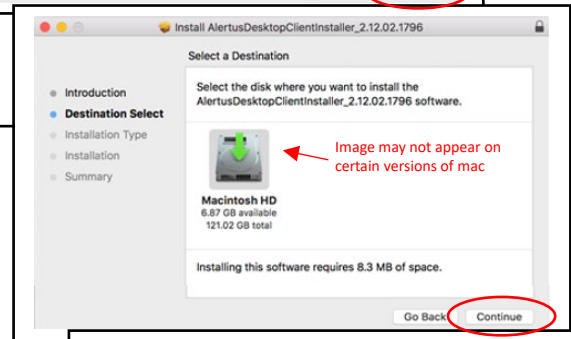 Install AlertusDesktopClientInstaller_2.12.02.1796
Select a Destination
Introduction
Destination Select
Installation Type
Installation
Summary
Select the disk where you want to install the
AlertusDesktopClientInstaller_2.12.02.1796 software.
Image may not appear on
certain versions of mac
Macintosh HD
6.87 GB available
121.02 GB total
Installing this software requires 8.3 MB of space.
Go Back
Continue